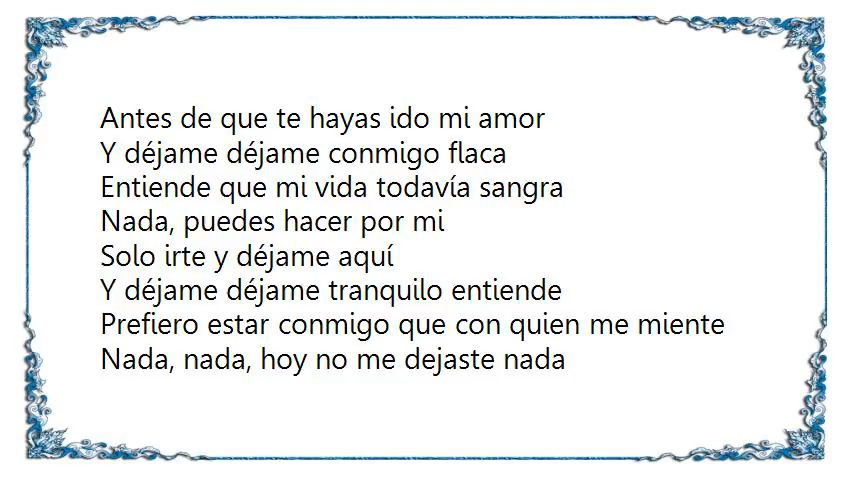 Antes de que te hayas ido mi amor
Y déjame déjame conmigo flaca
Entiende que mi vida todavía sangra
Nada, puedes hacer por mi
Solo irte y déjame aquí
Y déjame déjame tranquilo entiende
Prefiero estar conmigo que con quien me miente
Nada, nada, hoy no me dejaste nada